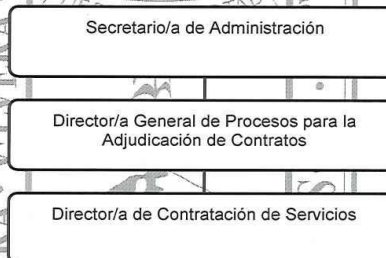 Secretario/a de Administración
Director/a General de Procesos para la
Adjudicación de Contratos
Director/a de Contratación de Servicios